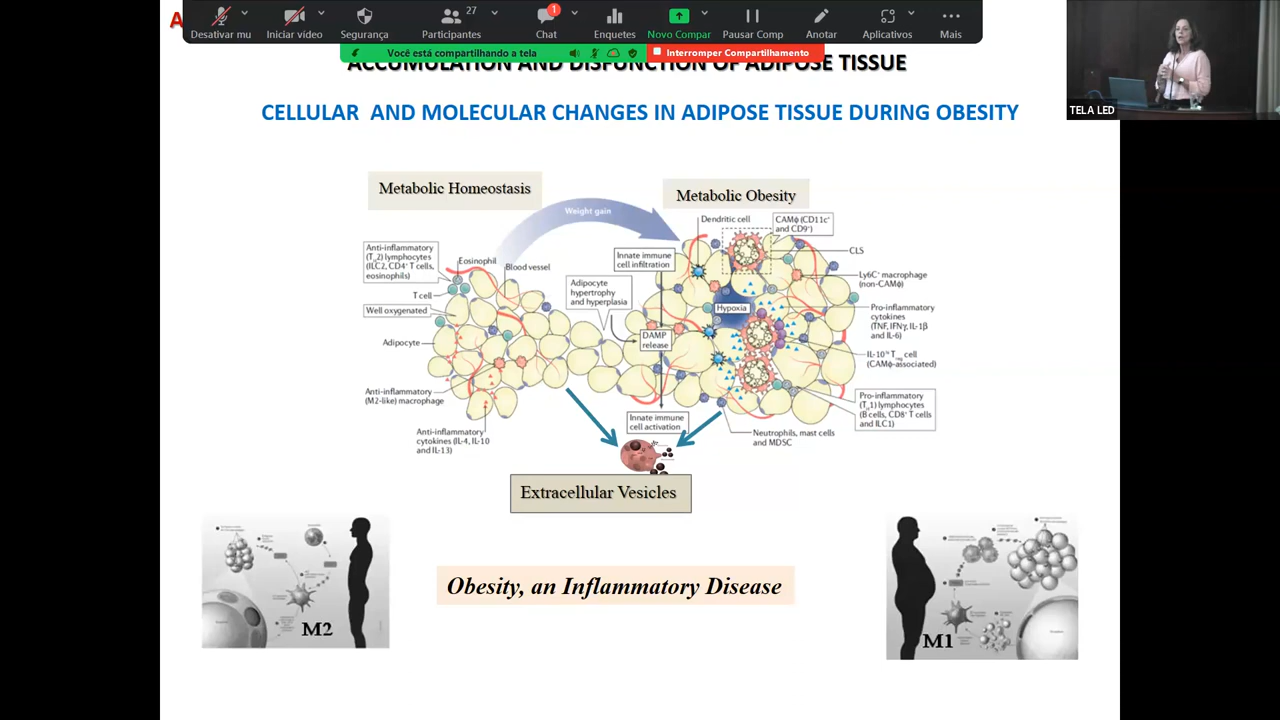 A
Desativar mu
Iniciar vídeo
Segurança
Participantes
27
Chat
1
Enquetes
Novo Compar
Pausar Comp
Anotar
Aplicativos
Mais
Você está compartilhando a tela
Interromper Compartilhamento
TELA LED
ACCUMULATION AND DISFUNCTION OF ADIPOSE TISSUE
CELLULAR AND MOLECULAR CHANGES IN ADIPOSE TISSUE DURING OBESITY
Metabolic Homeostasis
Metabolic Obesity
Weight gain
Anti-inflammatory
(TH2) lymphocytes
(ILC2, CD4+ T cells,
eosinophils)
Eosinophil
Blood vessel
T cell
Well oxygenated
Adipocyte
Anti-inflammatory
(M2-like) macrophage
Anti-inflammatory
cytokines (IL-4, IL-10
and IL-13)
Adipocyte
hypertrophy
and hyperplasia
Innate immune
cell infiltration
DAMP
release
Innate immune
cell activation
Dendritic cell
Hypoxia
CAMϕ (CD11c+
and CD9+)
CLS
Ly6C+ macrophage
(non-CAMϕ)
Pro-inflammatory
cytokines
(TNF, IFNγ, IL-1β
and IL-6)
IL-10hi Treg cell
(CAMϕ-associated)
Pro-inflammatory
(TH1) lymphocytes
(B cells, CD8+ T cells
and ILC1)
Neutrophils, mast cells
and MDSC
Extracellular Vesicles
Obesity, an Inflammatory Disease
M2
M1